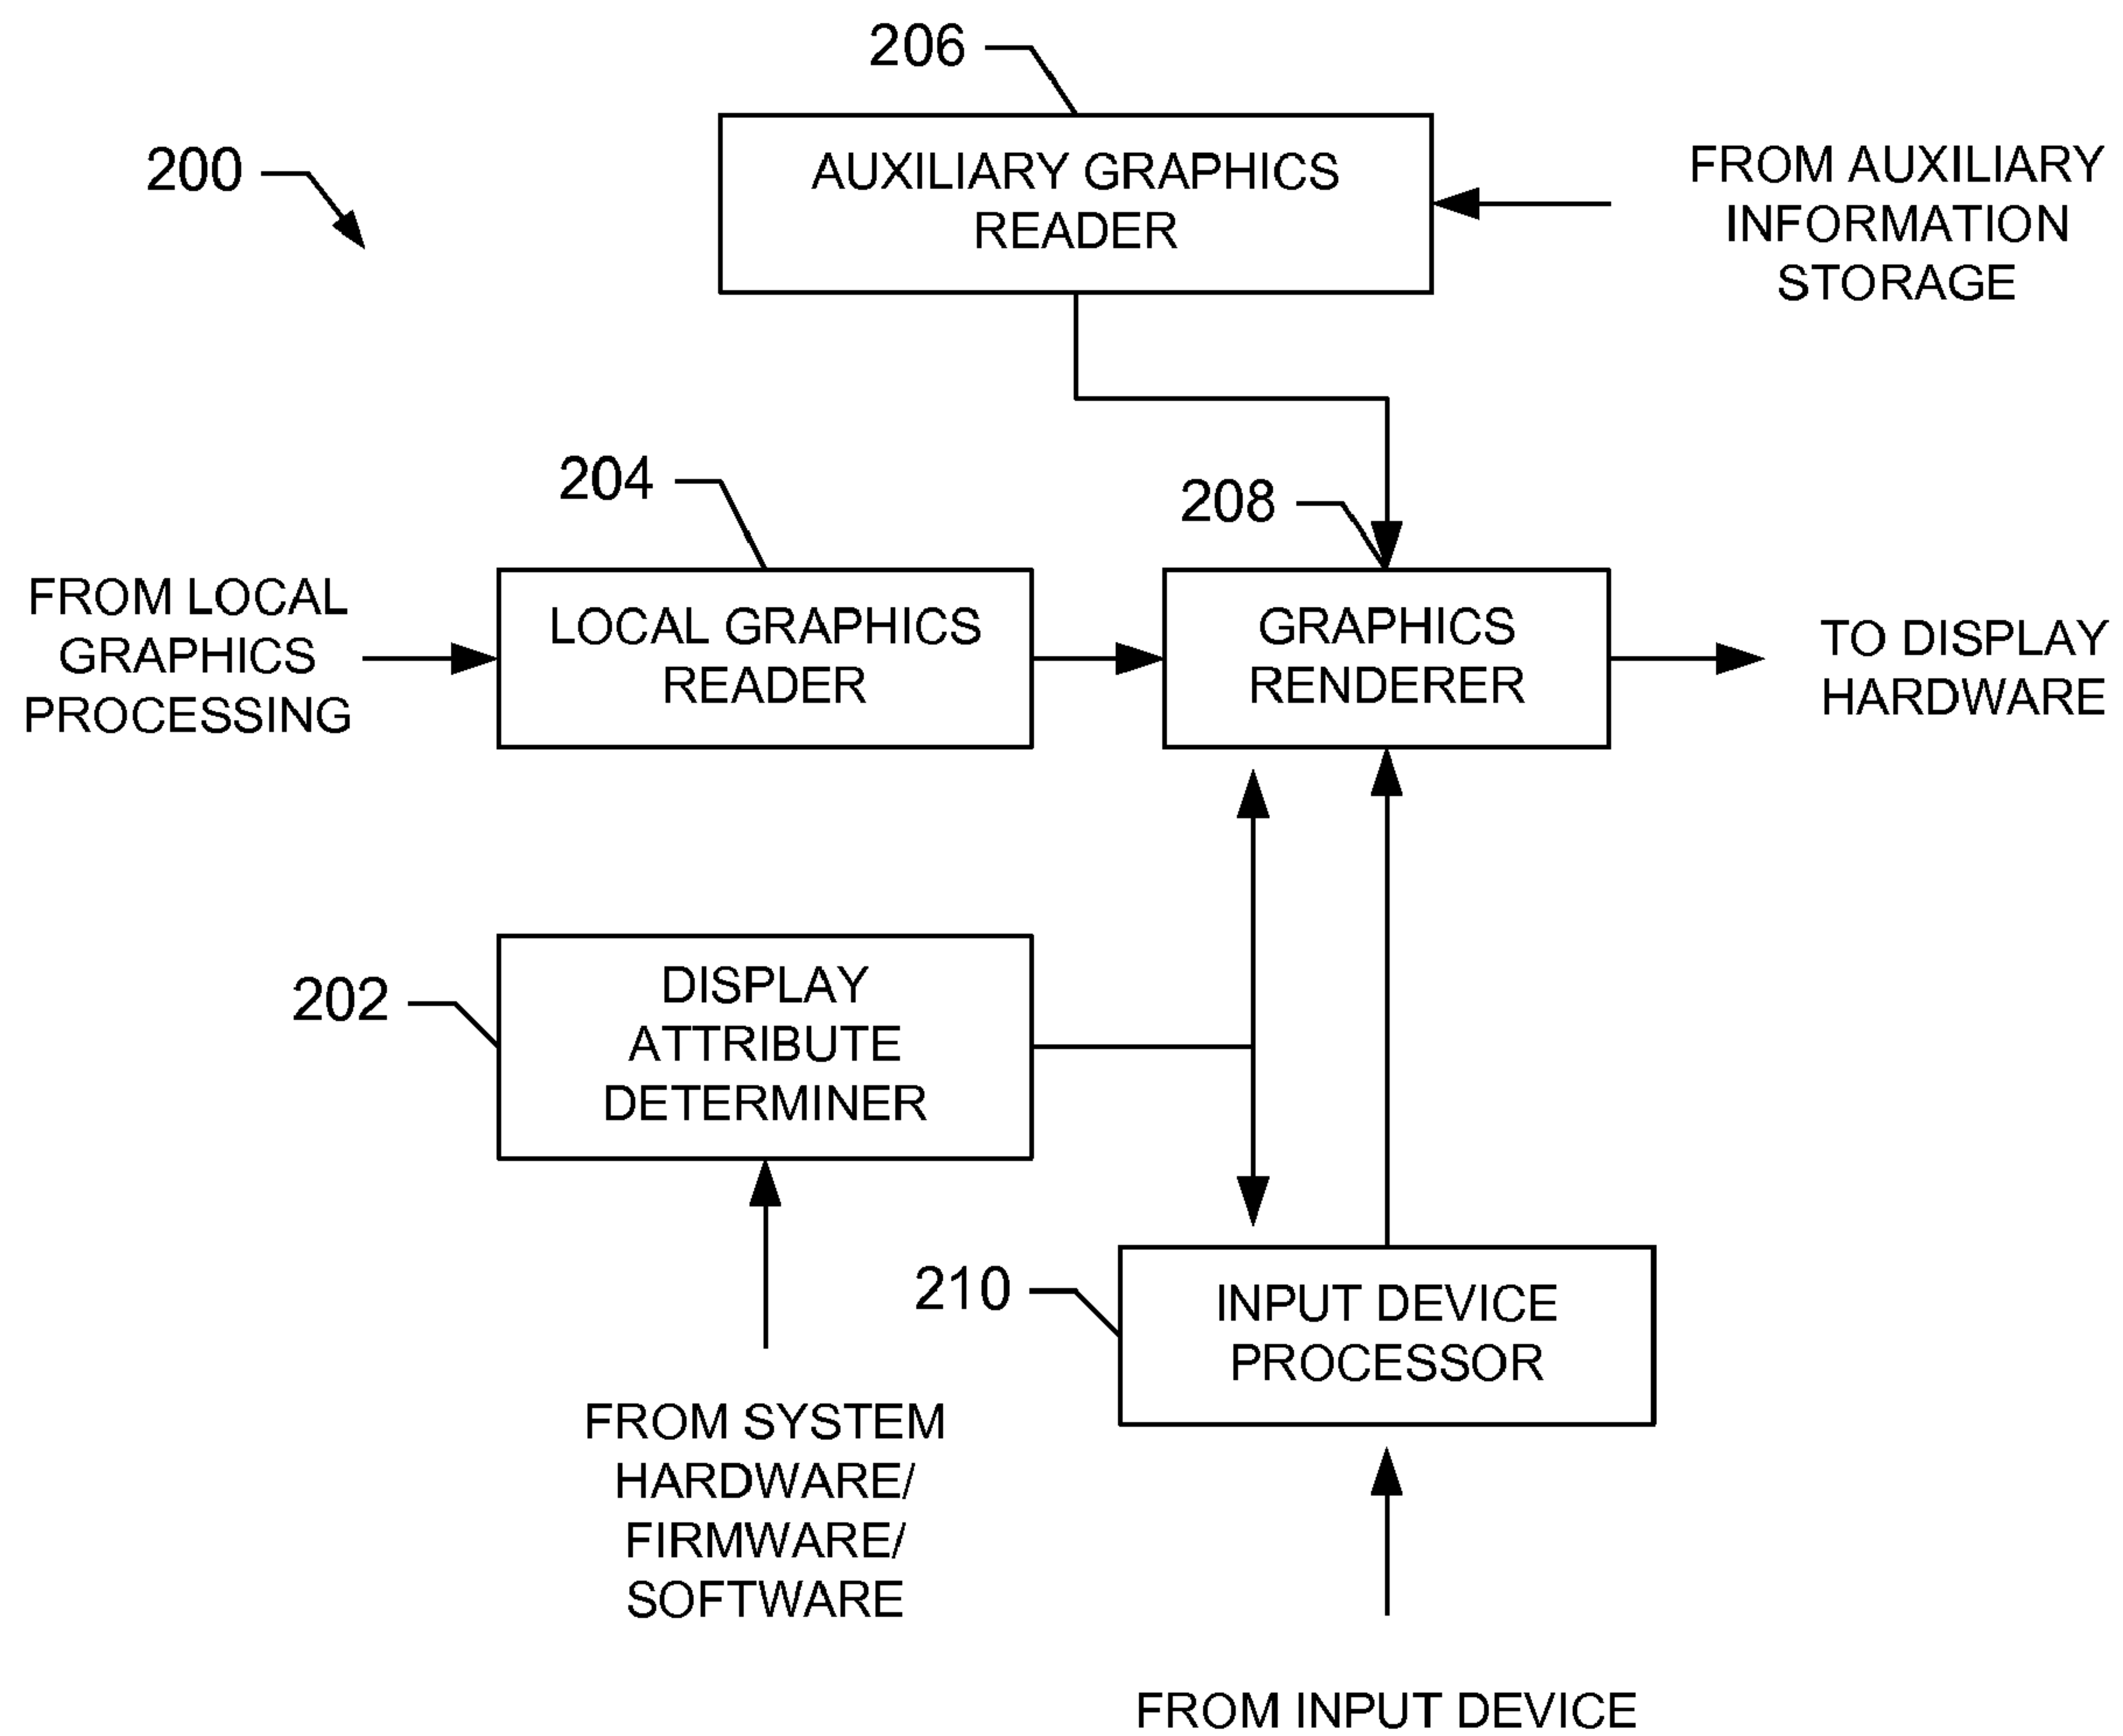 206
AUXILIARY GRAPHICS
READER
200
FROM AUXILIARY
INFORMATION
STORAGE
204
208
FROM LOCAL
GRAPHICS
PROCESSING
LOCAL GRAPHICS
READER
GRAPHICS
RENDERER
TO DISPLAY
HARDWARE
202
DISPLAY
ATTRIBUTE
DETERMINER
210
INPUT DEVICE
PROCESSOR
FROM SYSTEM
HARDWARE/
FIRMWARE/
SOFTWARE
FROM INPUT DEVICE